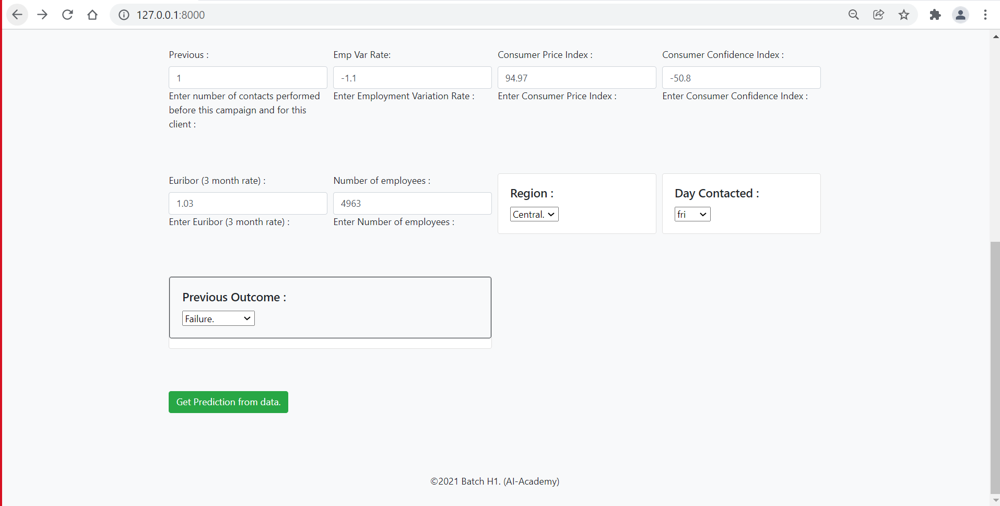 127.0.0.1:8000
Previous :
Emp Var Rate:
Consumer Price Index :
Consumer Confidence Index :
1
-1.1
94.97
-50.8
Enter number of contacts performed
before this campaign and for this
client :
Enter Employment Variation Rate :
Enter Consumer Price Index :
Enter Consumer Confidence Index :
Euribor (3 month rate) :
Number of employees :
Region :
Day Contacted :
1.03
4963
Central.
fri
Enter Euribor (3 month rate) :
Enter Number of employees :
Previous Outcome :
Failure.
Get Prediction from data.
©2021 Batch H1. (AI-Academy)